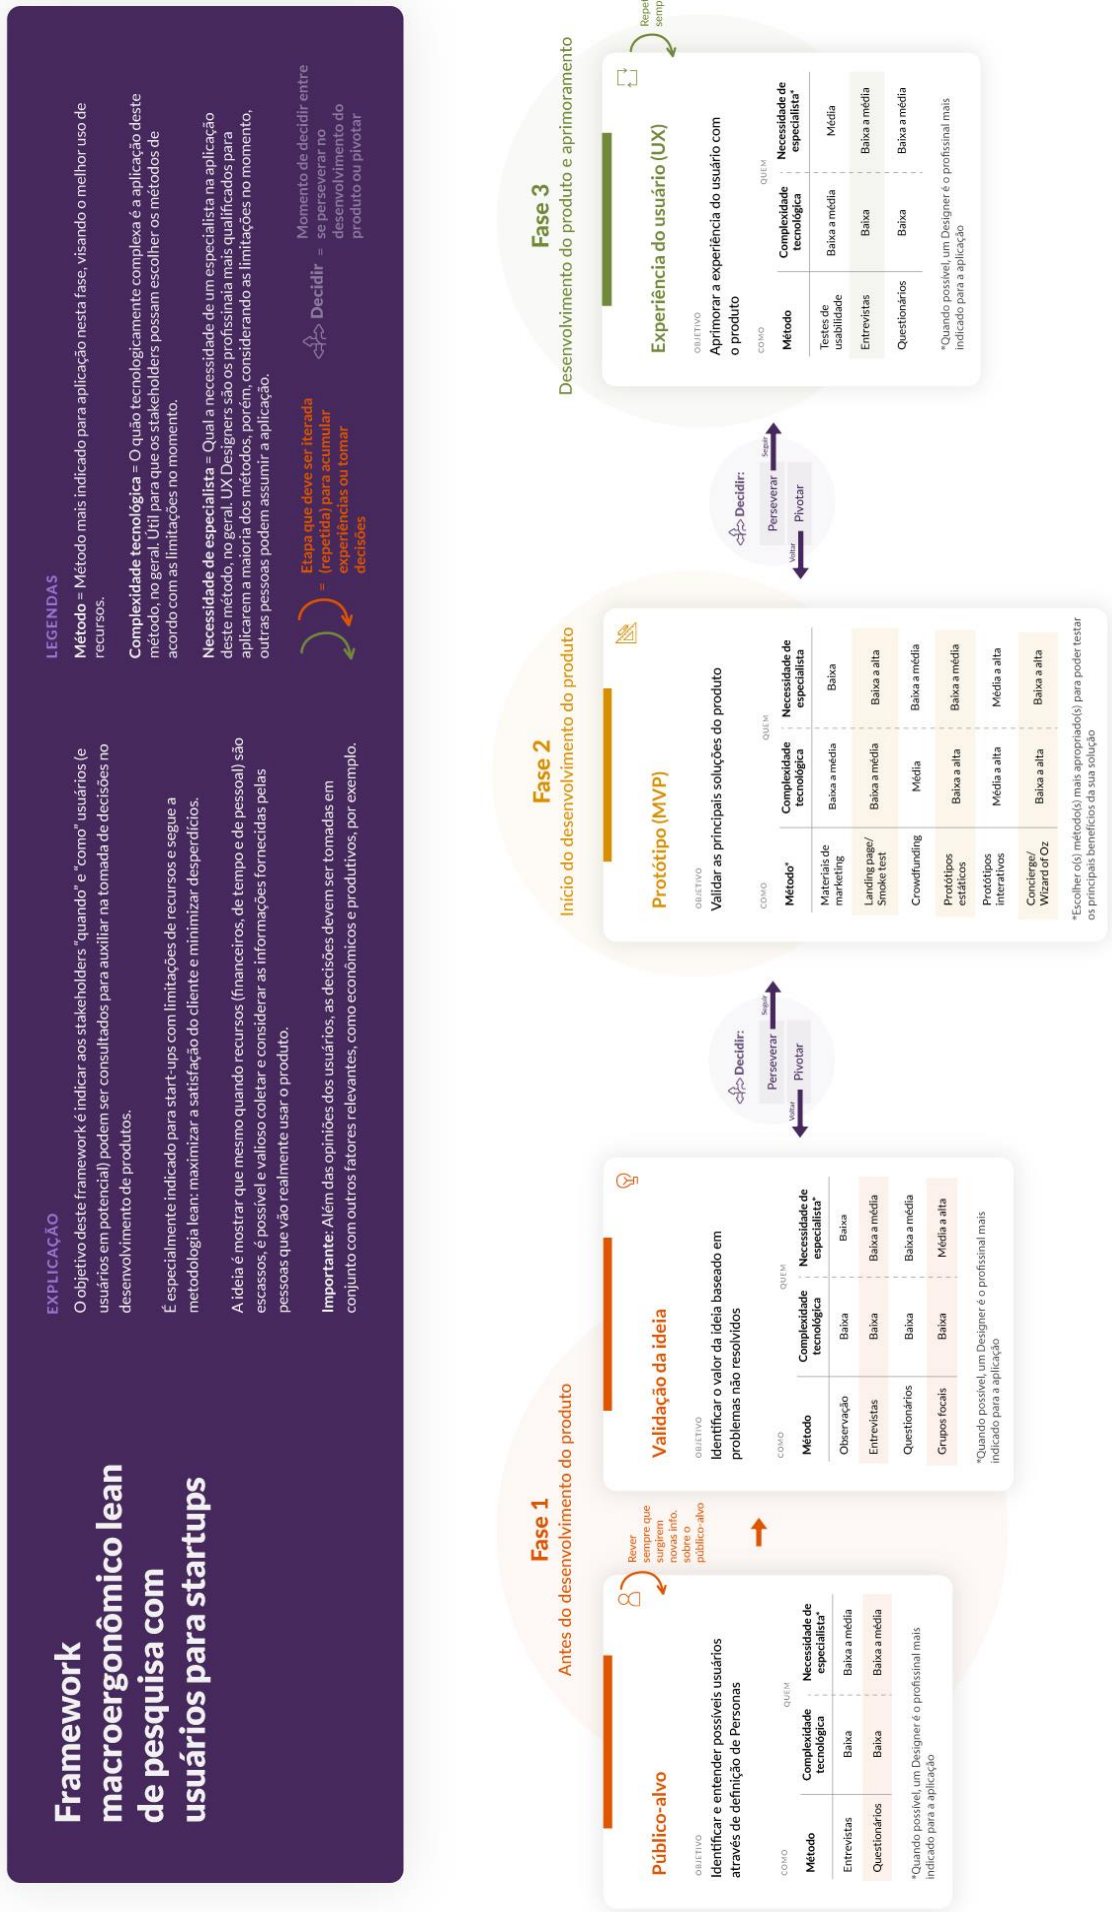 Framework
macroergonômico lean
de pesquisa com
usuários para startups
EXPLICAÇÃO
O objetivo deste framework é indicar aos stakeholders "quando" e "como" usuários (e
usuários em potencial) podem ser consultados para auxiliar na tomada de decisões no
desenvolvimento de produtos.
É especialmente indicado para start-ups com limitações de recursos e segue a
metodologia lean: maximizar a satisfação do cliente e minimizar desperdícios.
A ideia é mostrar que mesmo quando recursos (financeiros, de tempo e de pessoal) são
escassos, é possível e valioso coletar e considerar as informações fornecidas pelas
pessoas que vão realmente usar o produto.
Importante: Além das opiniões dos usuários, as decisões devem ser tomadas em
conjunto com outros fatores relevantes, como econômicos e produtivos, por exemplo.
LEGENDAS
Método = Método mais indicado para aplicação nesta fase, visando o melhor uso de
recursos.
Complexidade tecnológica = O quão tecnologicamente complexa é a aplicação deste
método, no geral. Útil para que os stakeholders possam escolher os métodos de
acordo com as limitações no momento.
Necessidade de especialista = Qual a necessidade de um especialista na aplicação
deste método, no geral. UX Designers são os profissinais mais qualificados para
aplicarem a maioria dos métodos, porém, considerando as limitações no momento,
outras pessoas podem assumir a aplicação.
= Etapa que deve ser iterada
(repetida) para acumular
experiências ou tomar
decisões
Decidir = Momento de decidir entre
se perseverar no
desenvolvimento do
produto ou pivotar
Fase 1
Antes do desenvolvimento do produto
Público-alvo
OBJETIVO
Identificar e entender possíveis usuários
através de definição de Personas
COMO QUEM
Método Complexidade tecnológica Necessidade de especialista*
Entrevistas Baixa Baixa a média
Questionários Baixa Baixa a média
*Quando possível, um Designer é o profissinal mais
indicado para a aplicação
Rever
sempre que
surgirem
novas info.
sobre o
público-alvo
Validação da ideia
OBJETIVO
Identificar o valor da ideia baseado em
problemas não resolvidos
COMO QUEM
Método Complexidade tecnológica Necessidade de especialista*
Observação Baixa Baixa
Entrevistas Baixa Baixa a média
Questionários Baixa Baixa a média
Grupos focais Baixa Média a alta
*Quando possível, um Designer é o profissinal mais
indicado para a aplicação
Decidir:
Perseverar Seguir
Voltar Pivotar
Fase 2
Início do desenvolvimento do produto
Protótipo (MVP)
OBJETIVO
Validar as principais soluções do produto
COMO QUEM
Método* Complexidade tecnológica Necessidade de especialista
Materiais de marketing Baixa a média Baixa
Landing page/ Smoke test Baixa a média Baixa a alta
Crowdfunding Média Baixa a média
Protótipos estáticos Baixa a alta Baixa a média
Protótipos interativos Média a alta Média a alta
Concierge/ Wizard of Oz Baixa a alta Baixa a alta
*Escolher o(s) método(s) mais apropriado(s) para poder testar
os principais benefícios da sua solução
Decidir:
Perseverar Seguir
Voltar Pivotar
Fase 3
Desenvolvimento do produto e aprimoramento
Experiência do usuário (UX)
OBJETIVO
Aprimorar a experiência do usuário com
o produto
COMO QUEM
Método Complexidade tecnológica Necessidade de especialista*
Testes de usabilidade Baixa a média Média
Entrevistas Baixa Baixa a média
Questionários Baixa Baixa a média
*Quando possível, um Designer é o profissinal mais
indicado para a aplicação